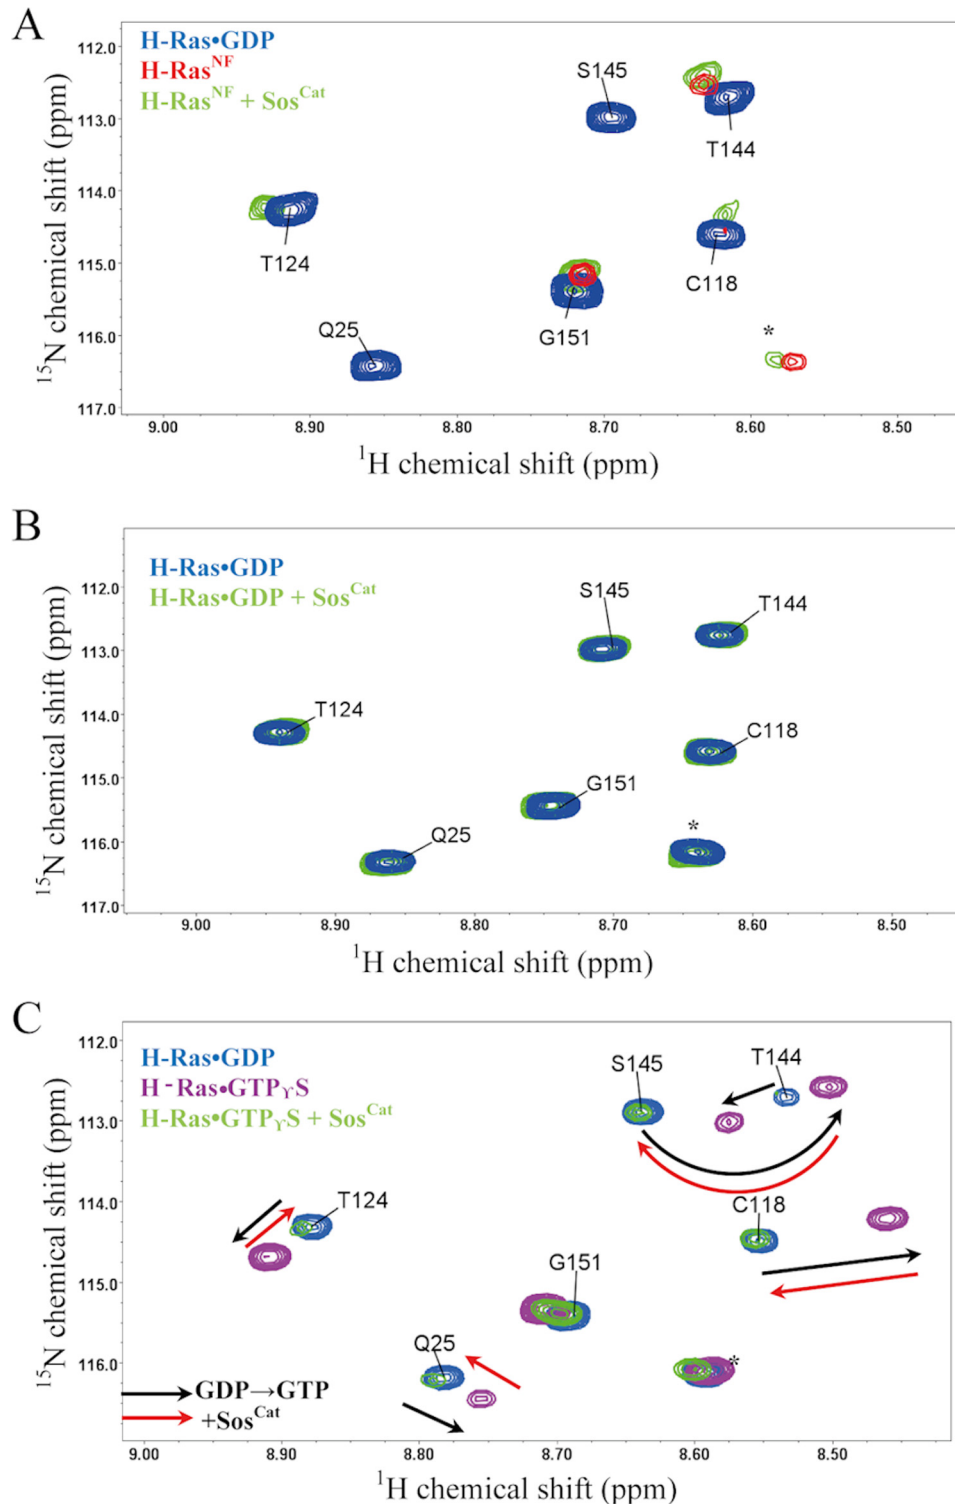 A
H-Ras•GDP
H-Ras^NF
H-Ras^NF + Sos^Cat
S145
T144
T124
C118
G151
Q25
*
112.0
113.0
114.0
115.0
116.0
117.0
^15N chemical shift (ppm)
9.00 8.90 8.80 8.70 8.60 8.50
^1H chemical shift (ppm)
B
H-Ras•GDP
H-Ras•GDP + Sos^Cat
S145
T144
T124
C118
G151
*
Q25
112.0
113.0
114.0
115.0
116.0
117.0
^15N chemical shift (ppm)
9.00 8.90 8.80 8.70 8.60 8.50
^1H chemical shift (ppm)
C
H-Ras•GDP
H-Ras•GTPγS
H-Ras•GTPγS + Sos^Cat
S145
T144
T124
C118
G151
Q25
*
GDP→GTP
+Sos^Cat
112.0
113.0
114.0
115.0
116.0
^15N chemical shift (ppm)
9.00 8.90 8.80 8.70 8.60 8.50
^1H chemical shift (ppm)